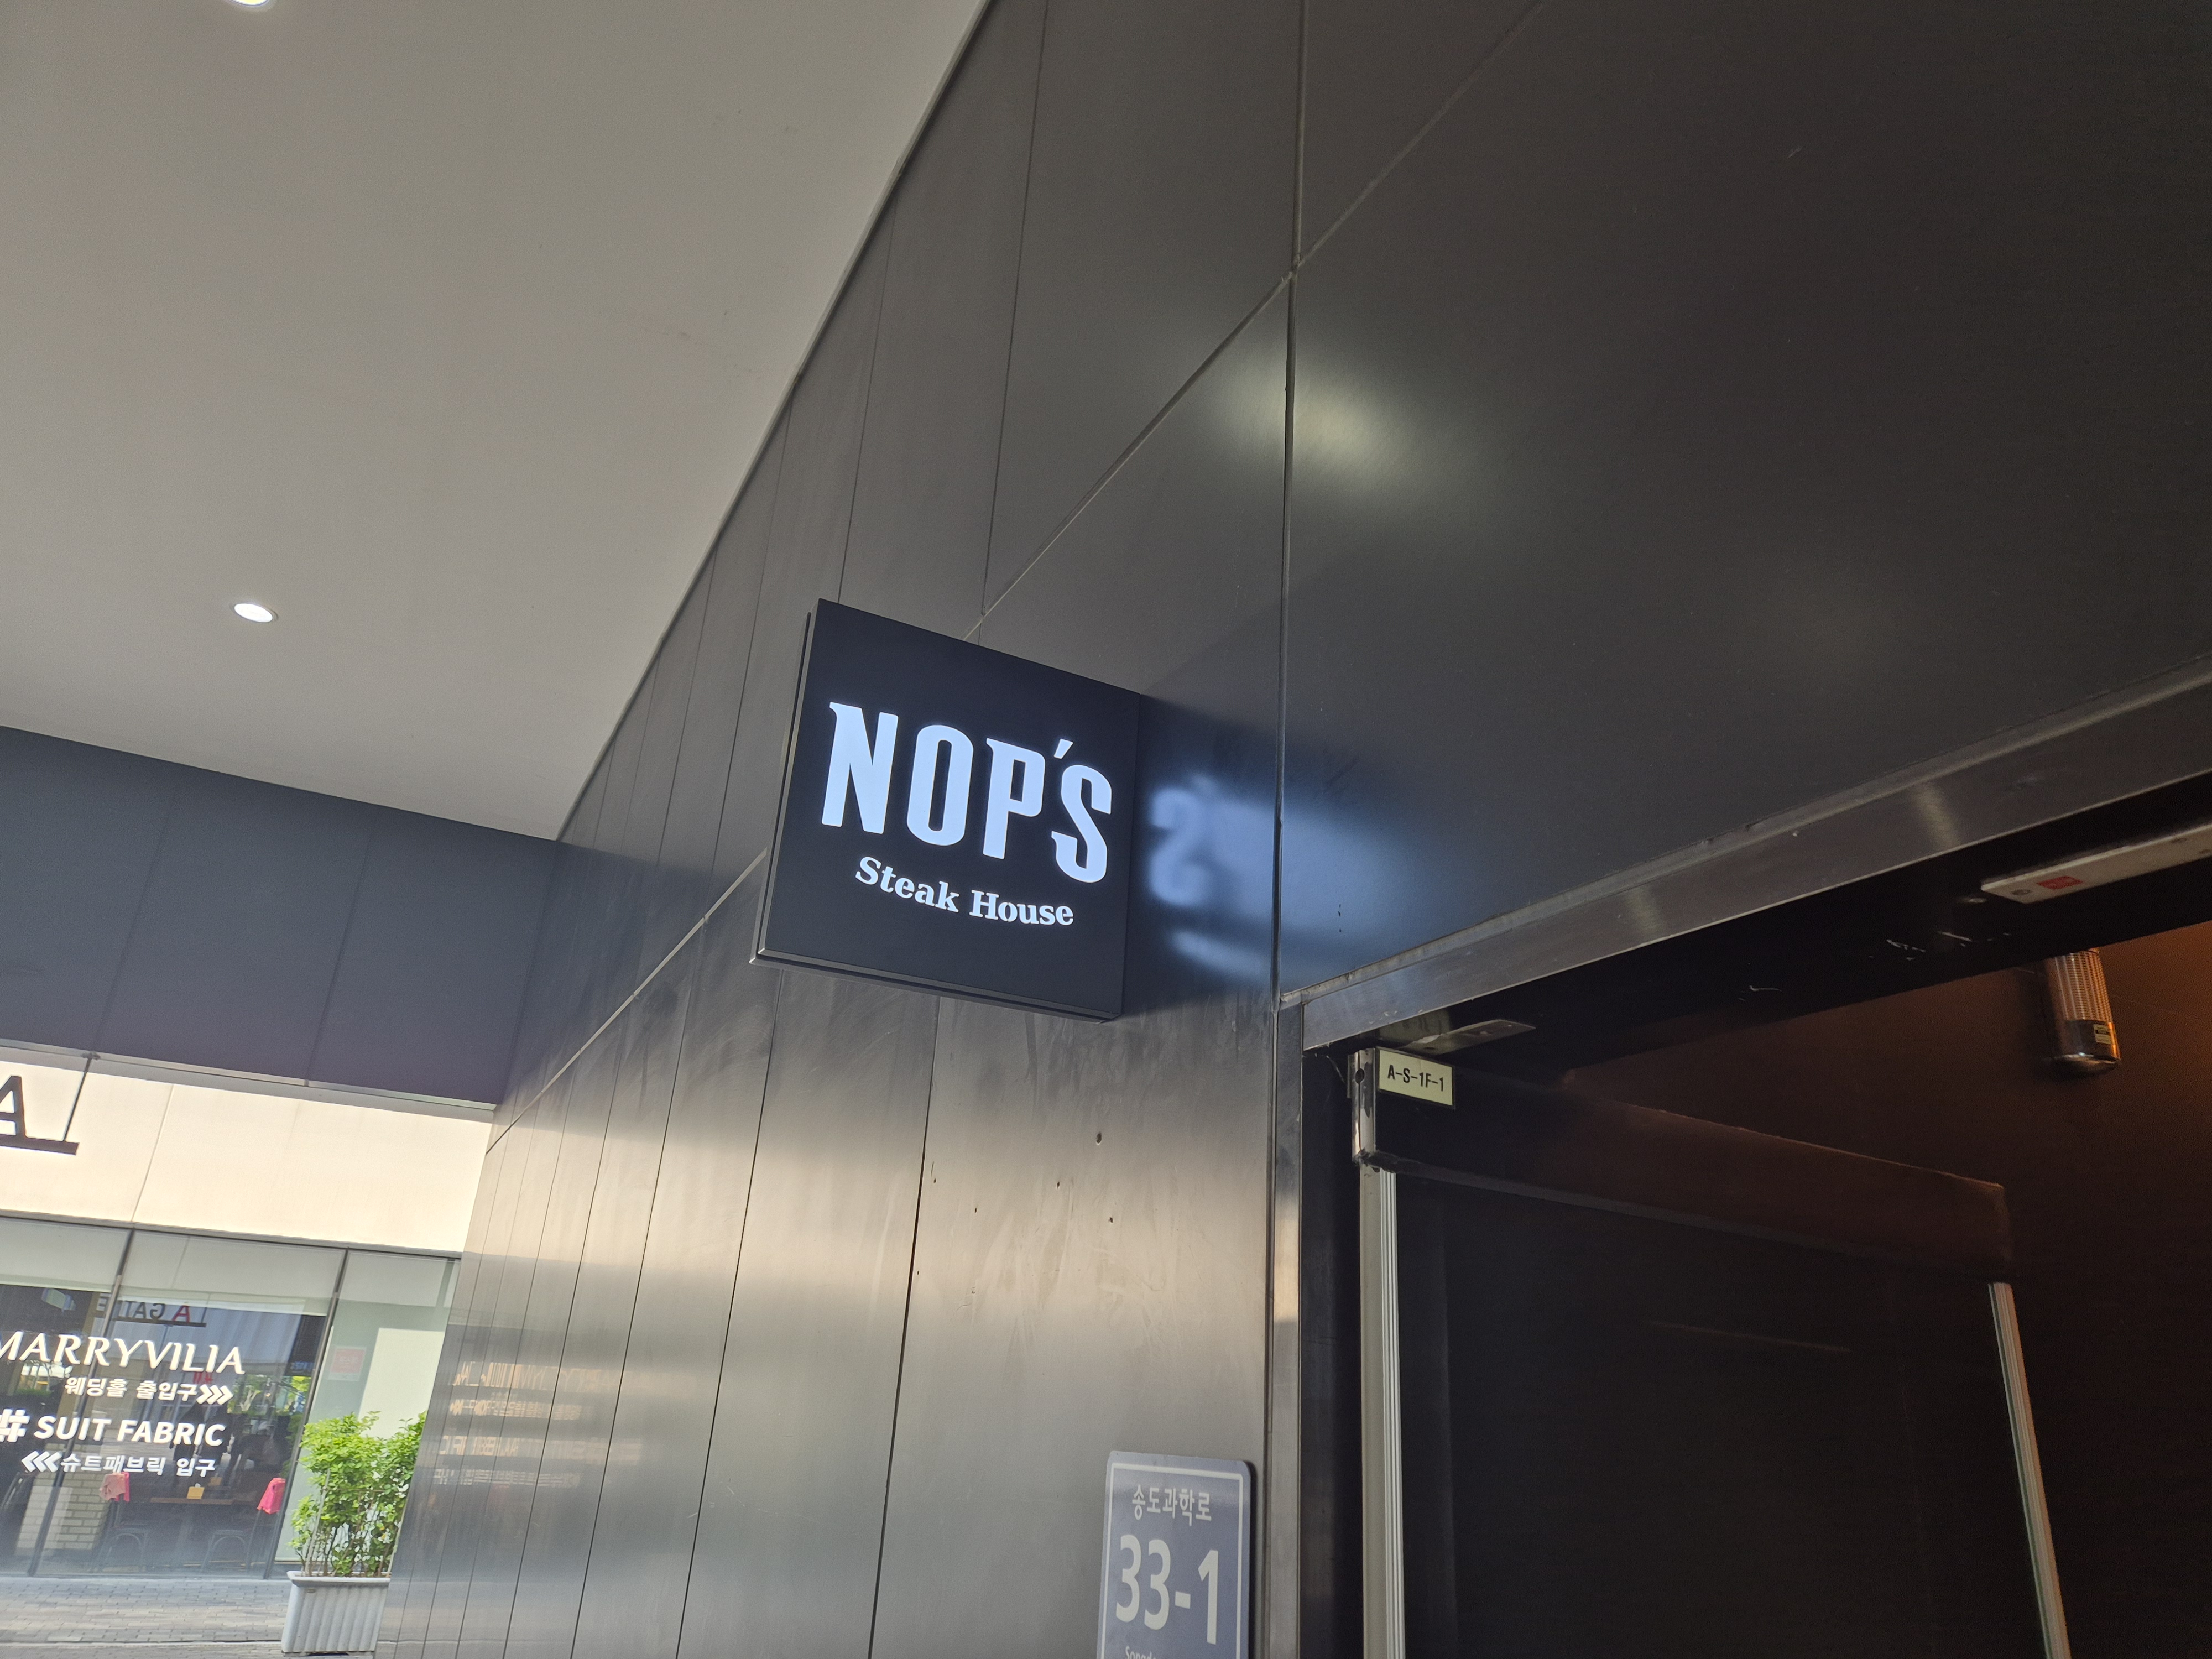 NOP'S
Steak House
A-S-1F-1
송도과학로
33-1
MARRYVILIA
웨딩홀 출입구>>>
# SUIT FABRIC
<<<슈트패브릭 입구
A